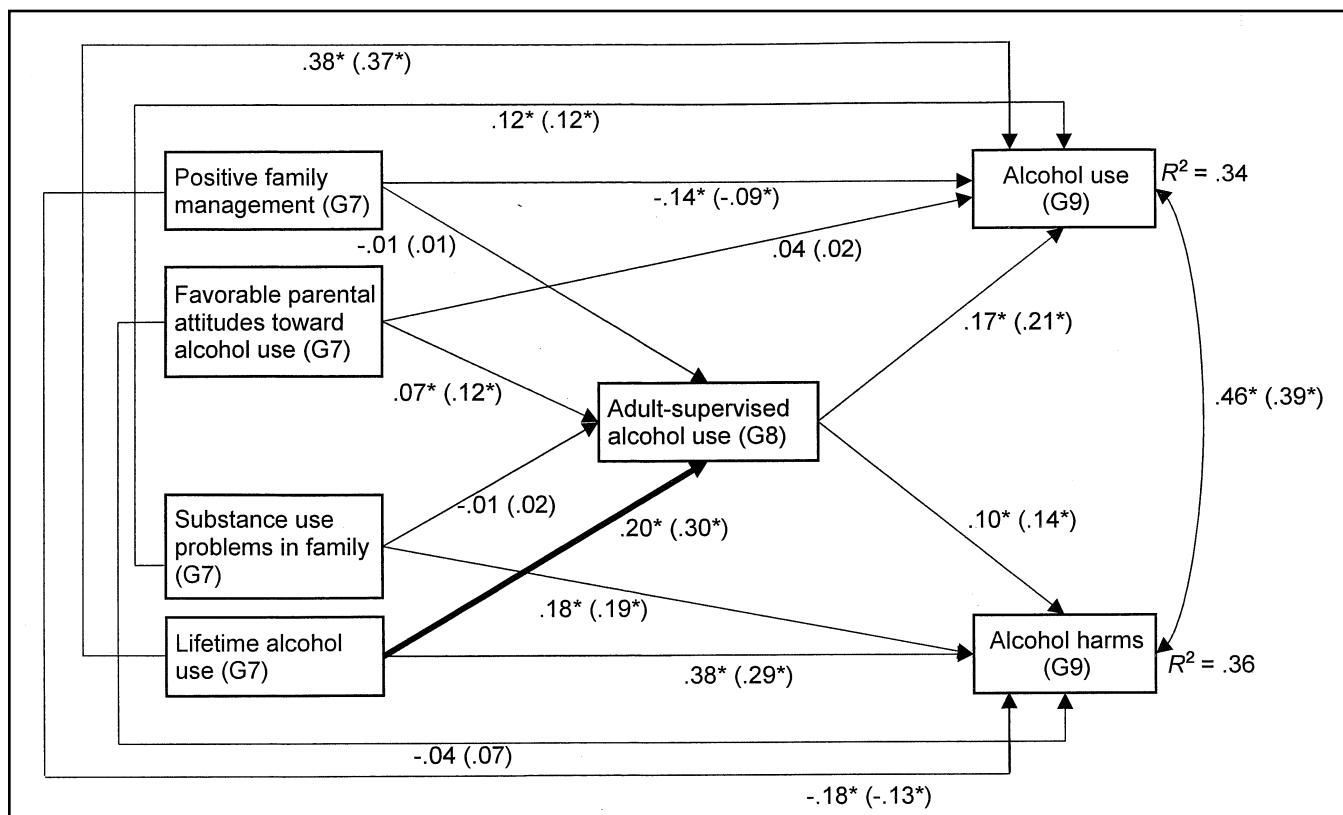 .38* (.37*)
.12* (.12*)
Positive family
management (G7)
-.14* (-.09*)
Alcohol use
(G9)
R² = .34
-.01 (.01)
.04 (.02)
Favorable parental
attitudes toward
alcohol use (G7)
.17* (.21*)
.07* (.12*)
Adult-supervised
alcohol use (G8)
.46* (.39*)
Substance use
problems in family
(G7)
-.01 (.02)
.20* (.30*)
.10* (.14*)
.18* (.19*)
Lifetime alcohol
use (G7)
.38* (.29*)
Alcohol harms
(G9)
R² = .36
-.04 (.07)
-.18* (-.13*)